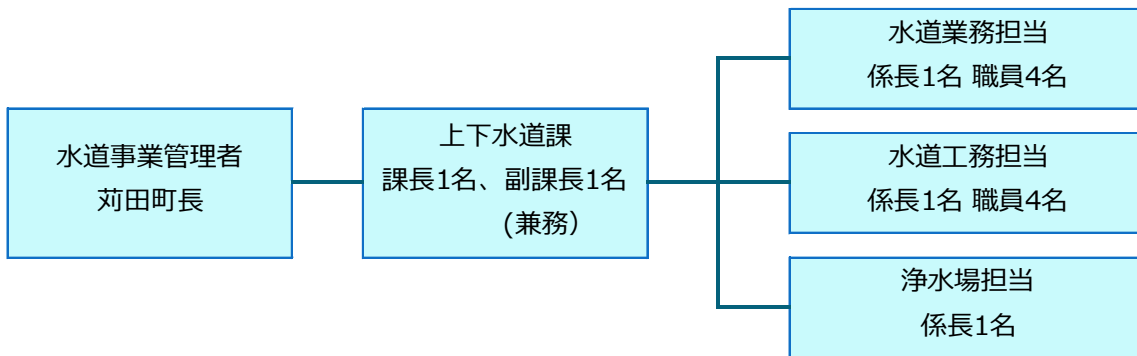 水道事業管理者
苅田町長
上下水道課
課長1名、副課長1名
(兼務）
水道業務担当
係長1名 職員4名
水道工務担当
係長1名 職員4名
浄水場担当
係長1名